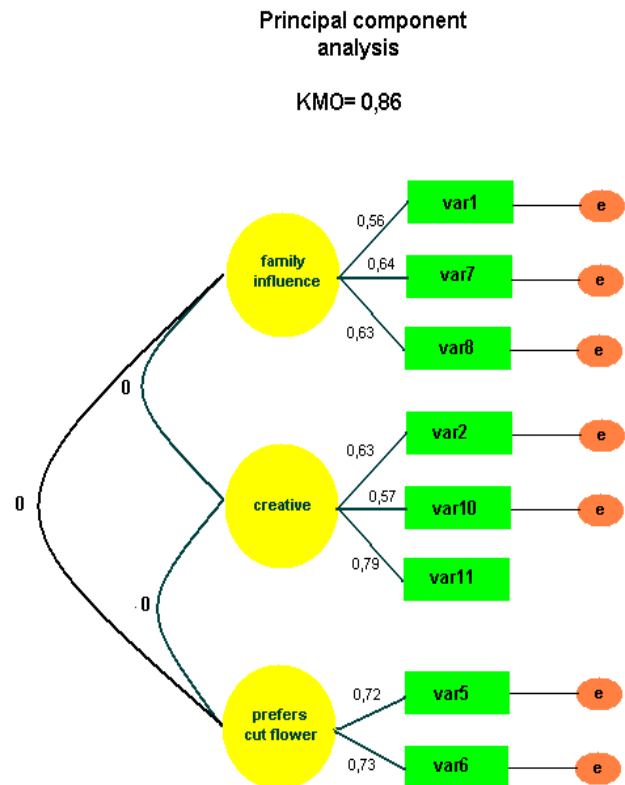 Principal component
analysis
KMO= 0,86
family
influence
0,56
0,64
0,63
var1
e
var7
e
var8
e
0
0
creative
0,63
0,57
0,79
var2
e
var10
e
var11
.0
prefers
cut flower
0,72
0,73
var5
e
var6
e